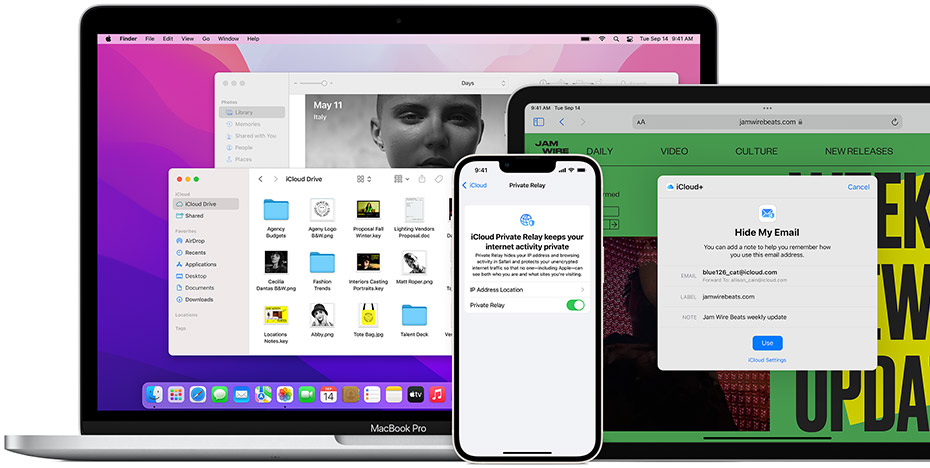 Finder File Edit View Go Window Help
Tue Sep 14 9:41 AM
Days
Photos
Library
Memories
Shared with You
People
Places
May 11
Italy
iCloud
iCloud Drive
Shared
Favorites
AirDrop
Recents
Applications
Desktop
Documents
Downloads
Locations
Tags
iCloud Drive
Agency Budgets
Ageny Logo B&W.png
Proposal Fall Winter.key
Lighting Vendors Proposal.doc
Cecilia Dantas B&W.png
Fashion Trends
Interiors Casting Portraits.key
Matt Roper.png
Locations Notes.key
Abby.png
Tote Bag.jpg
Talent Deck
SEP
14
tv
MacBook Pro
9:41
iCloud
Private Relay
iCloud Private Relay keeps your
internet activity private
Private Relay hides your IP address and browsing
activity in Safari and protects your unencrypted
internet traffic so that no one—including Apple—can
see both who you are and what sites you're visiting.
IP Address Location
Private Relay
9:41 AM Tue Sep 14
AA
jamwirebeats.com
JAM
WIRE
BEATS
DAILY
VIDEO
CULTURE
NEW RELEASES
iCloud+
Cancel
Hide My Email
You can add a note to help you remember how
you use this email address.
EMAIL
blue126_cat@icloud.com
Forward To: allison_cain@icloud.com
LABEL
jamwirebeats.com
NOTE
Jam Wire Beats weekly update
Use
iCloud Settings